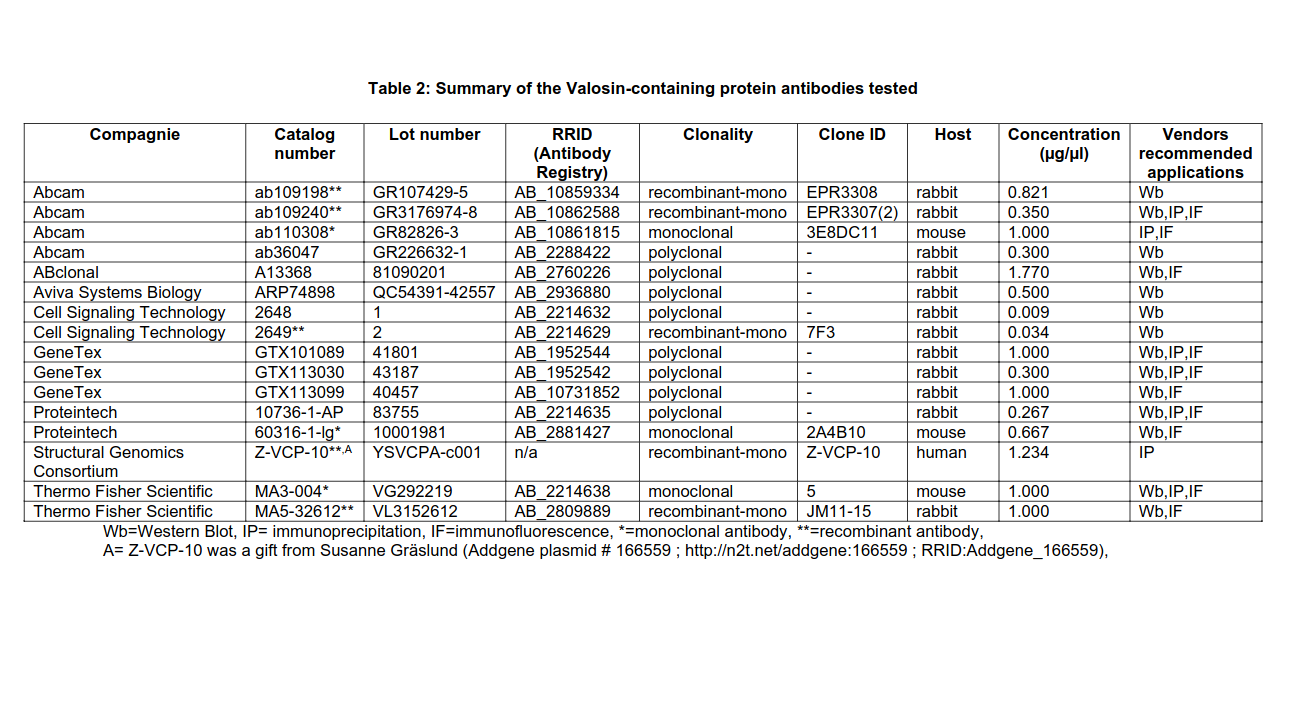 Table 2: Summary of the Valosin-containing protein antibodies tested
Compagnie Catalog number Lot number RRID (Antibody Registry) Clonality Clone ID Host Concentration (µg/µl) Vendors recommended applications
Abcam ab109198** GR107429-5 AB_10859334 recombinant-mono EPR3308 rabbit 0.821 Wb
Abcam ab109240** GR3176974-8 AB_10862588 recombinant-mono EPR3307(2) rabbit 0.350 Wb,IP,IF
Abcam ab110308* GR82826-3 AB_10861815 monoclonal 3E8DC11 mouse 1.000 IP,IF
Abcam ab36047 GR226632-1 AB_2288422 polyclonal - rabbit 0.300 Wb
ABclonal A13368 81090201 AB_2760226 polyclonal - rabbit 1.770 Wb,IF
Aviva Systems Biology ARP74898 QC54391-42557 AB_2936880 polyclonal - rabbit 0.500 Wb
Cell Signaling Technology 2648 1 AB_2214632 polyclonal - rabbit 0.009 Wb
Cell Signaling Technology 2649** 2 AB_2214629 recombinant-mono 7F3 rabbit 0.034 Wb
GeneTex GTX101089 41801 AB_1952544 polyclonal - rabbit 1.000 Wb,IP,IF
GeneTex GTX113030 43187 AB_1952542 polyclonal - rabbit 0.300 Wb,IP,IF
GeneTex GTX113099 40457 AB_10731852 polyclonal - rabbit 1.000 Wb,IF
Proteintech 10736-1-AP 83755 AB_2214635 polyclonal - rabbit 0.267 Wb,IP,IF
Proteintech 60316-1-Ig* 10001981 AB_2881427 monoclonal 2A4B10 mouse 0.667 Wb,IF
Structural Genomics Consortium Z-VCP-10**,A YSVCPA-c001 n/a recombinant-mono Z-VCP-10 human 1.234 IP
Thermo Fisher Scientific MA3-004* VG292219 AB_2214638 monoclonal 5 mouse 1.000 Wb,IP,IF
Thermo Fisher Scientific MA5-32612** VL3152612 AB_2809889 recombinant-mono JM11-15 rabbit 1.000 Wb,IF
Wb=Western Blot, IP= immunoprecipitation, IF=immunofluorescence, *=monoclonal antibody, **=recombinant antibody,
A= Z-VCP-10 was a gift from Susanne Gräslund (Addgene plasmid # 166559 ; http://n2t.net/addgene:166559 ; RRID:Addgene_166559),